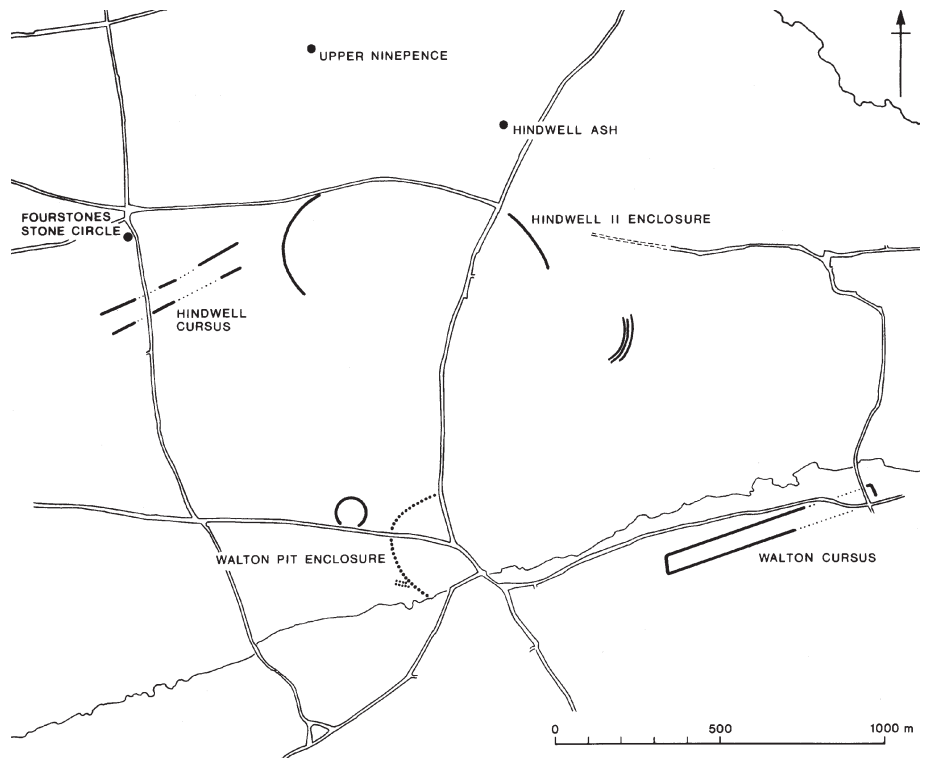 UPPER NINEPENCE
HINDWELL ASH
FOURSTONES
STONE CIRCLE
HINDWELL II ENCLOSURE
HINDWELL
CURSUS
WALTON PIT ENCLOSURE
WALTON CURSUS
0 500 1000 m